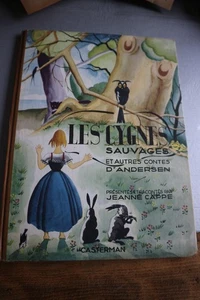 LES CYGNES
SAUVAGES
ET AUTRES CONTES
D'ANDERSEN
PRÉSENTÉS ET RACONTÉS PAR
JEANNE CAPPE
CASTERMAN